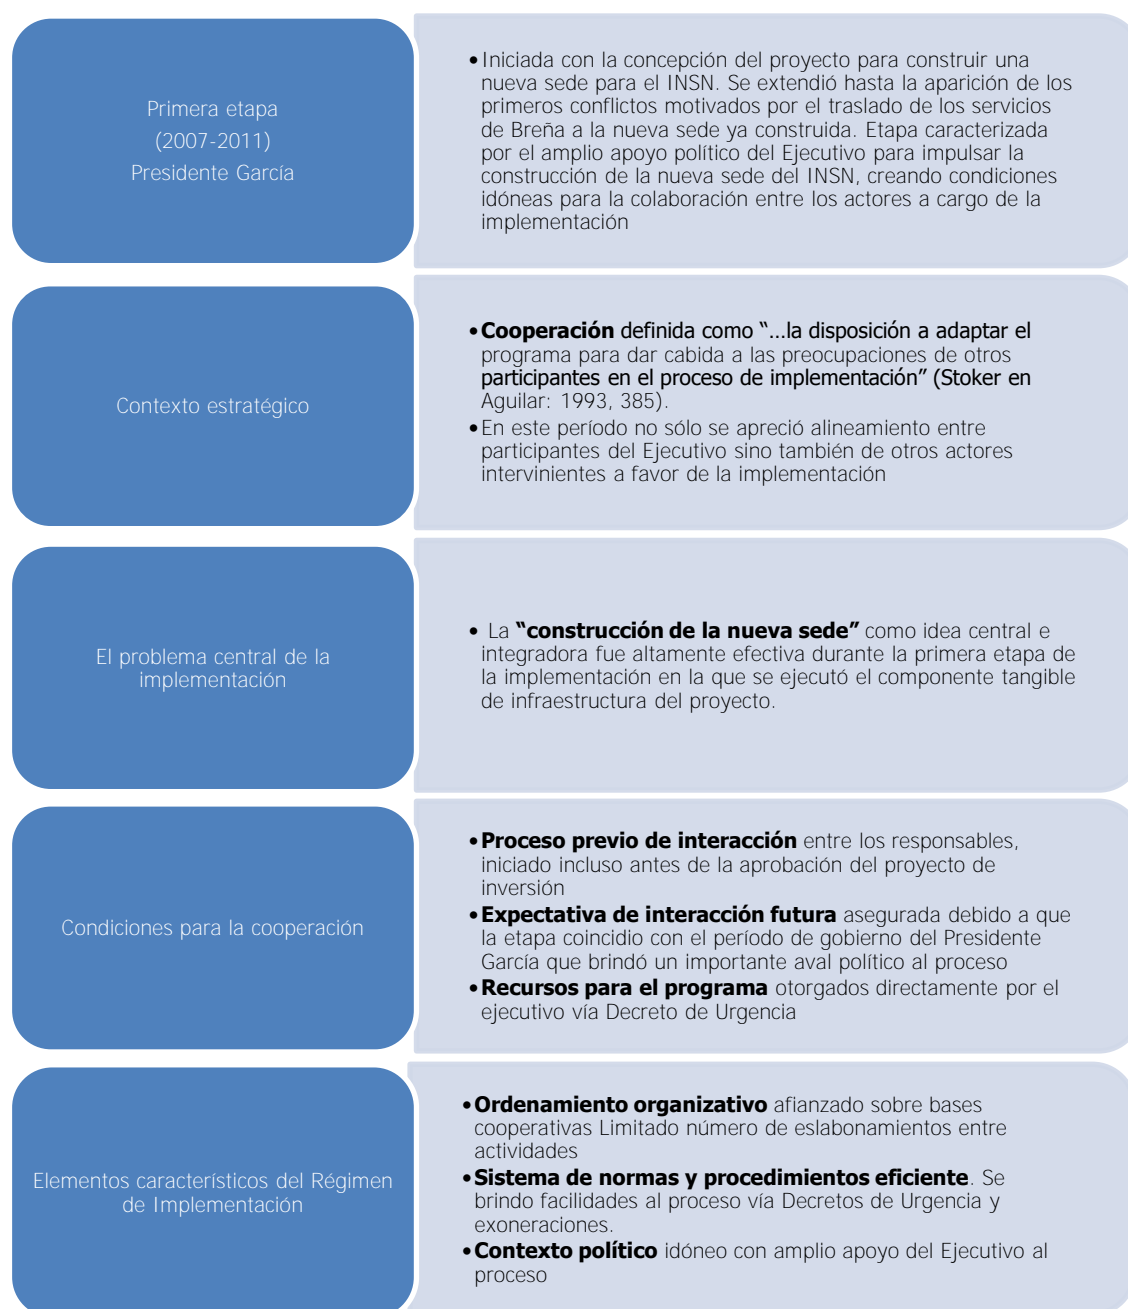 Primera etapa
(2007-2011)
Presidente García
•Iniciada con la concepción del proyecto para construir una
nueva sede para el INSN. Se extendió hasta la aparición de los
primeros conflictos motivados por el traslado de los servicios
de Breña a la nueva sede ya construida. Etapa caracterizada
por el amplio apoyo político del Ejecutivo para impulsar la
construcción de la nueva sede del INSN, creando condiciones
idóneas para la colaboración entre los actores a cargo de la
implementación
Contexto estratégico
•Cooperación definida como “…la disposición a adaptar el
programa para dar cabida a las preocupaciones de otros
participantes en el proceso de implementación” (Stoker en
Aguilar: 1993, 385).
•En este período no sólo se apreció alineamiento entre
participantes del Ejecutivo sino también de otros actores
intervinientes a favor de la implementación
El problema central de la
implementación
• La “construcción de la nueva sede” como idea central e
integradora fue altamente efectiva durante la primera etapa de
la implementación en la que se ejecutó el componente tangible
de infraestructura del proyecto.
Condiciones para la cooperación
•Proceso previo de interacción entre los responsables,
iniciado incluso antes de la aprobación del proyecto de
inversión
•Expectativa de interacción futura asegurada debido a que
la etapa coincidio con el período de gobierno del Presidente
García que brindó un importante aval político al proceso
•Recursos para el programa otorgados directamente por el
ejecutivo vía Decreto de Urgencia
Elementos característicos del Régimen
de Implementación
•Ordenamiento organizativo afianzado sobre bases
cooperativas Limitado número de eslabonamientos entre
actividades
•Sistema de normas y procedimientos eficiente. Se
brindo facilidades al proceso vía Decretos de Urgencia y
exoneraciones.
•Contexto político idóneo con amplio apoyo del Ejecutivo al
proceso